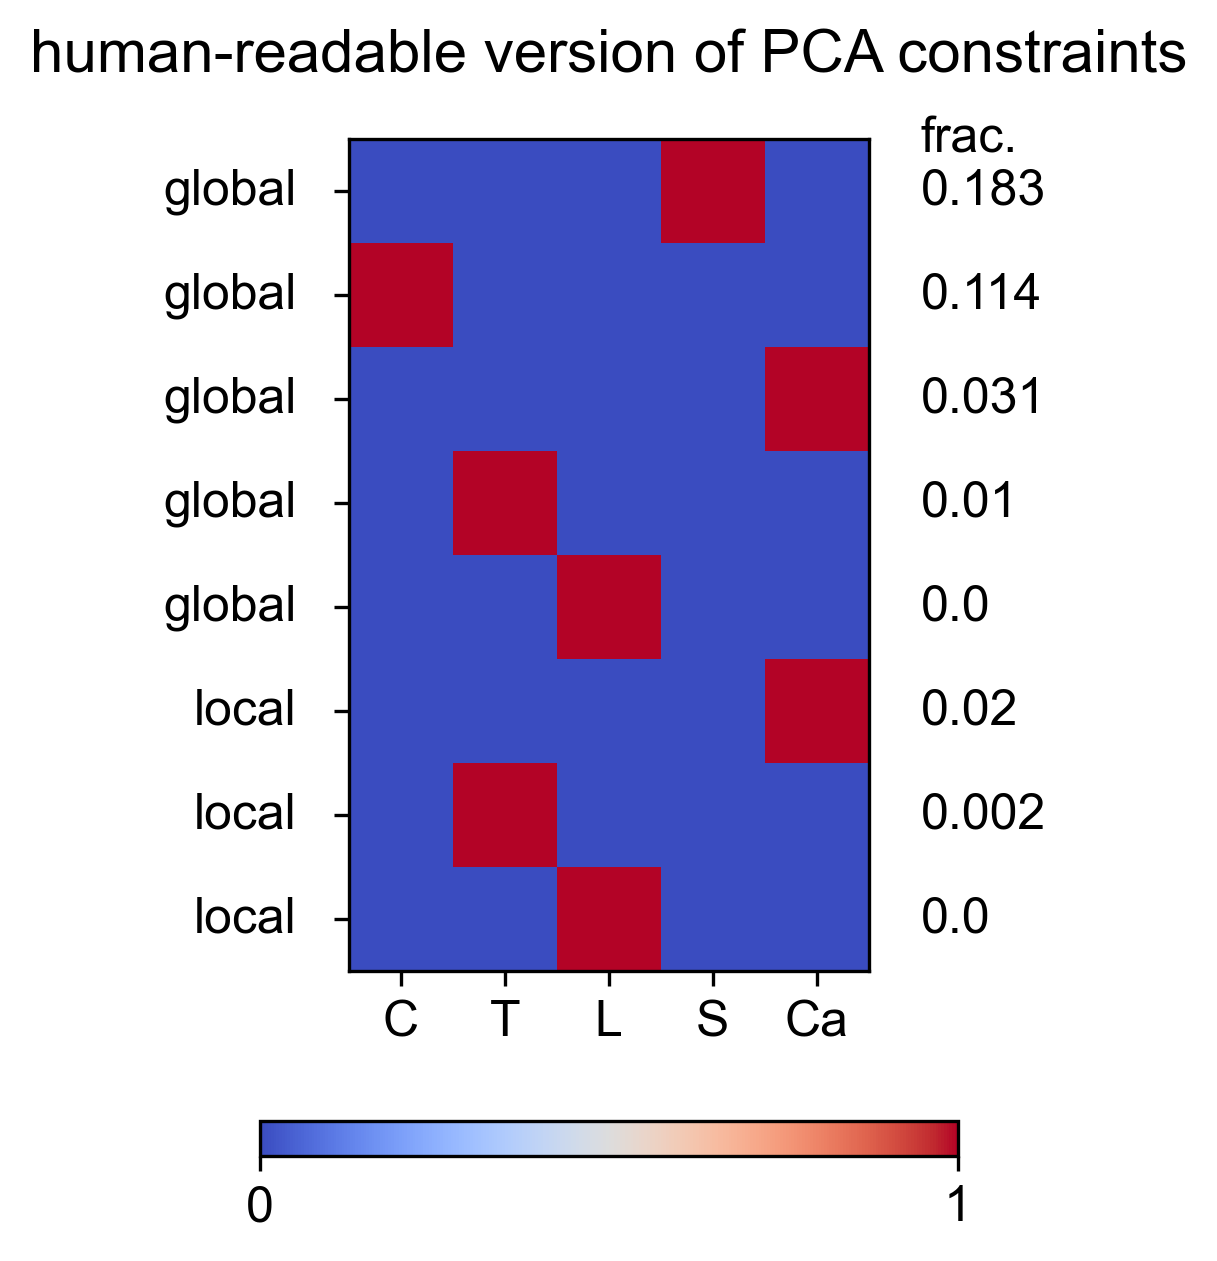 human-readable version of PCA constraints
frac.
global 0.183
global 0.114
global 0.031
global 0.01
global 0.0
local 0.02
local 0.002
local 0.0
C T L S Ca
0 1